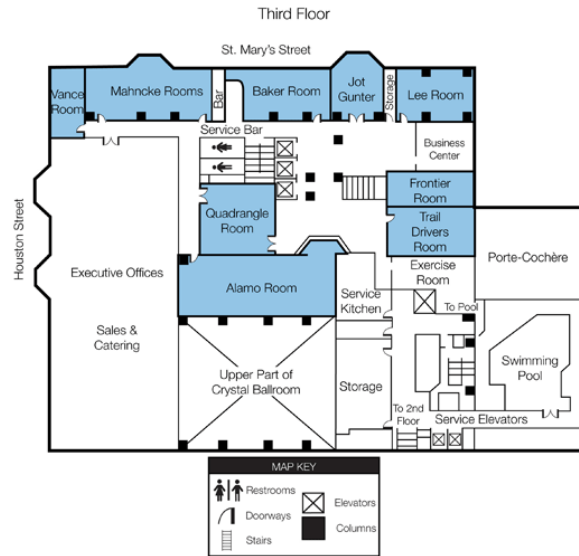 Third Floor
St. Mary's Street
Vance
Room
Mahncke Rooms
Bar
Baker Room
Jot
Gunter
Storage
Lee Room
Service Bar
Business
Center
Frontier
Room
Quadrangle
Room
Trail
Drivers
Room
Houston Street
Executive Offices
Alamo Room
Exercise
Room
Porte-Cochère
Service
Kitchen
To Pool
Sales &
Catering
Upper Part of
Crystal Ballroom
Storage
Swimming
Pool
To 2nd
Floor
Service Elevators
MAP KEY
Restrooms
Elevators
Doorways
Columns
Stairs